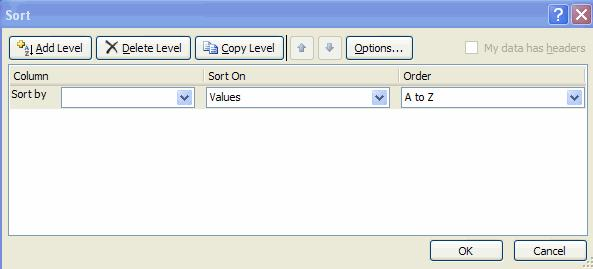 Sort
Add Level Delete Level Copy Level Options... My data has headers
Column Sort On Order
Sort by Values A to Z
OK Cancel